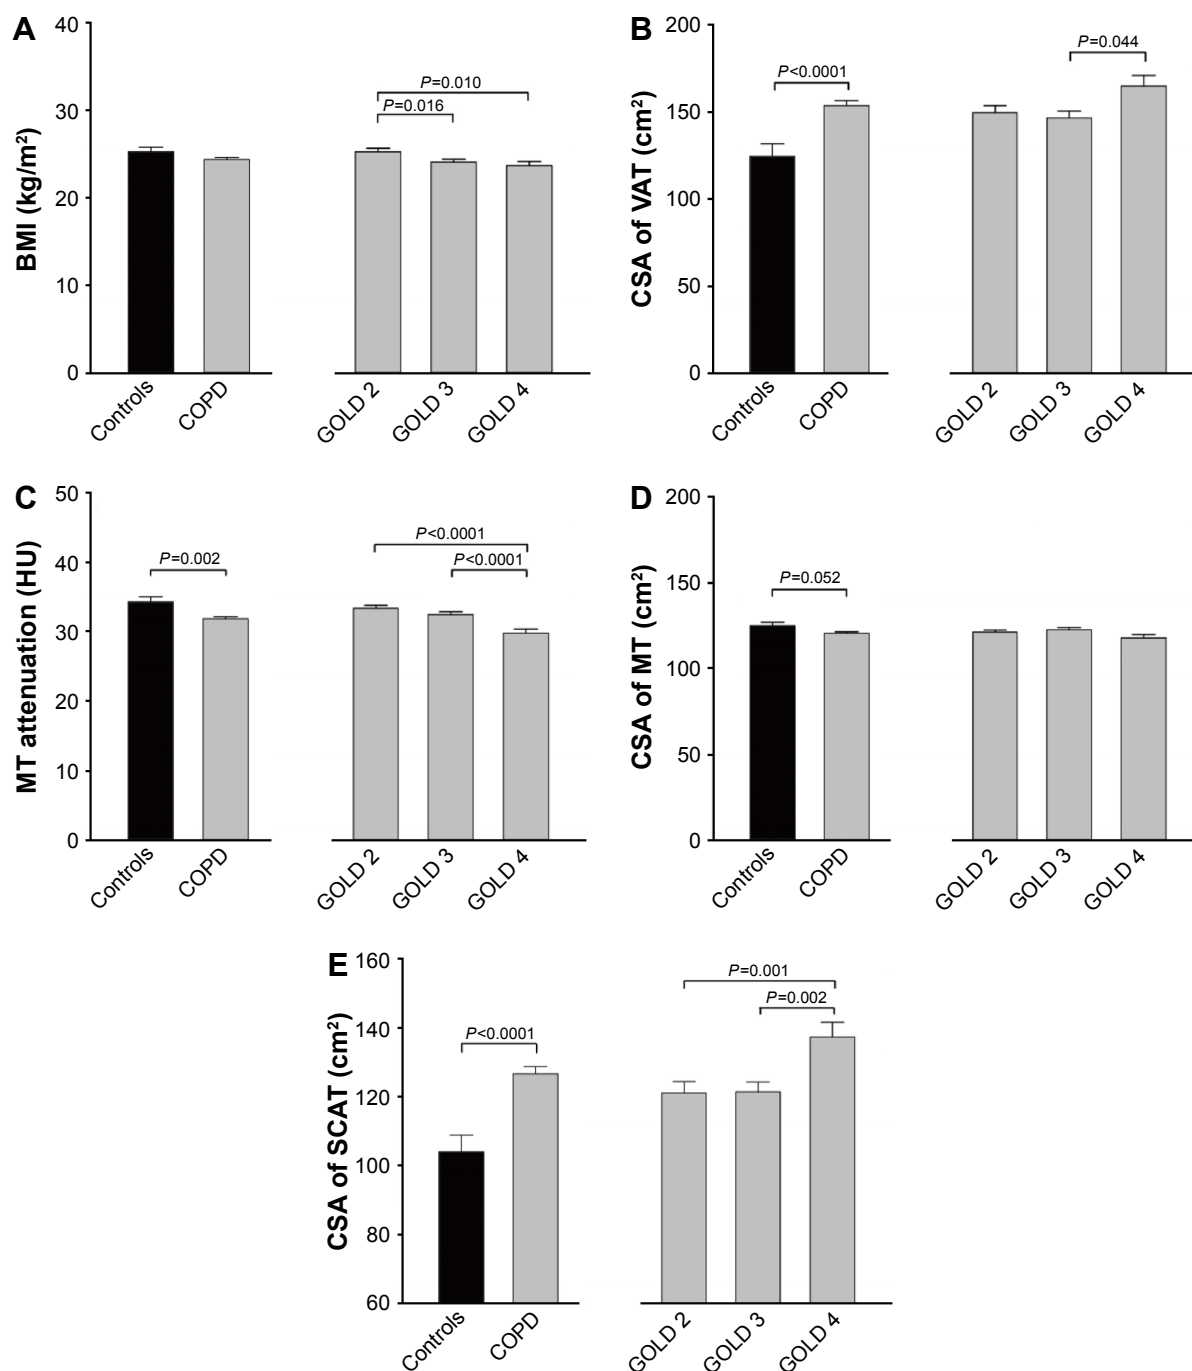 A
BMI (kg/m²)
40
30
20
10
0
P=0.010
P=0.016
Controls
COPD
GOLD 2
GOLD 3
GOLD 4
B
CSA of VAT (cm²)
200
150
100
50
0
P<0.0001
P=0.044
Controls
COPD
GOLD 2
GOLD 3
GOLD 4
C
MT attenuation (HU)
50
40
30
20
10
0
P=0.002
P<0.0001
P<0.0001
Controls
COPD
GOLD 2
GOLD 3
GOLD 4
D
CSA of MT (cm²)
200
150
100
50
0
P=0.052
Controls
COPD
GOLD 2
GOLD 3
GOLD 4
E
CSA of SCAT (cm²)
160
140
120
100
80
60
P<0.0001
P=0.001
P=0.002
Controls
COPD
GOLD 2
GOLD 3
GOLD 4